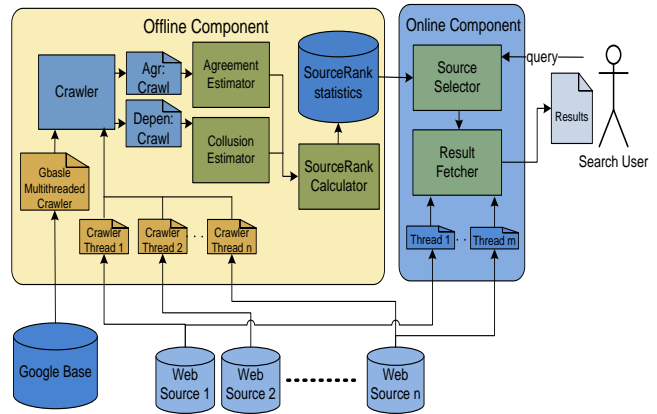 Offline Component
Online Component
Crawler
Agr:
Crawl
Depen:
Crawl
Agreement
Estimator
Collusion
Estimator
SourceRank
statistics
SourceRank
Calculator
Source
Selector
Result
Fetcher
query
Results
Search User
Gbasle
Multithreaded
Crawler
Crawler
Thread 1
Crawler
Thread 2
. . .
Crawler
Thread n
Thread 1
. .
Thread m
Google Base
Web
Source 1
Web
Source 2
Web
Source n